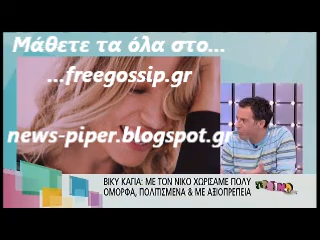 Μάθετε τα όλα στο...
...freegossip.gr
news-piper.blogspot.gr
ΒΙΚΥ ΚΑΓΙΑ: ΜΕ ΤΟΝ ΝΙΚΟ ΧΩΡΙΣΑΜΕ ΠΟΛΥ
ΟΜΟΡΦΑ, ΠΟΛΙΤΙΣΜΕΝΑ & ΜΕ ΑΞΙΟΠΡΕΠΕΙΑ